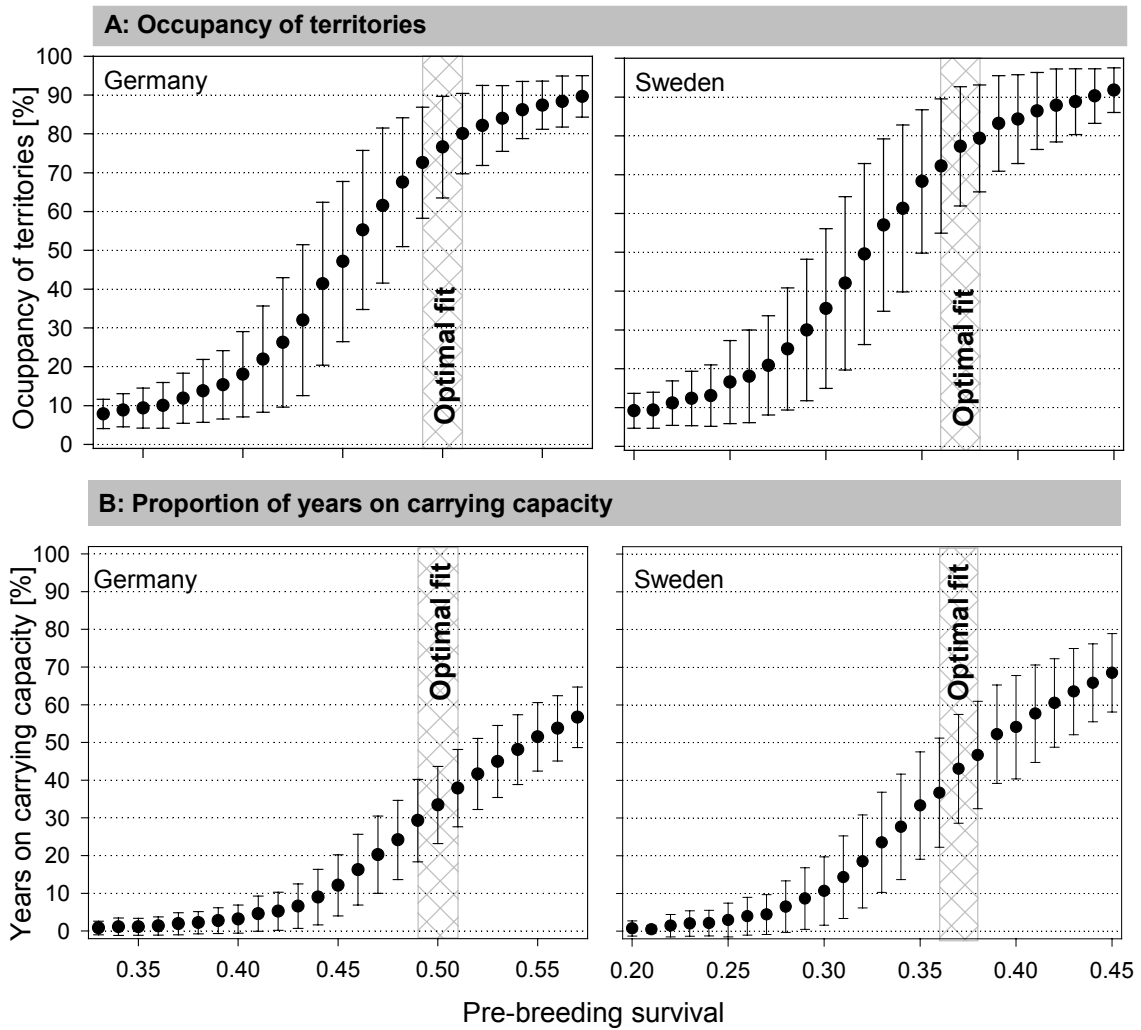 A: Occupancy of territories
Germany
Sweden
Ocupancy of territories [%]
100
90
80
70
60
50
40
30
20
10
0
Optimal fit
Optimal fit
B: Proportion of years on carrying capacity
Germany
Sweden
Years on carrying capacity [%]
100
90
80
70
60
50
40
30
20
10
0
Optimal fit
Optimal fit
0.35 0.40 0.45 0.50 0.55
0.20 0.25 0.30 0.35 0.40 0.45
Pre-breeding survival